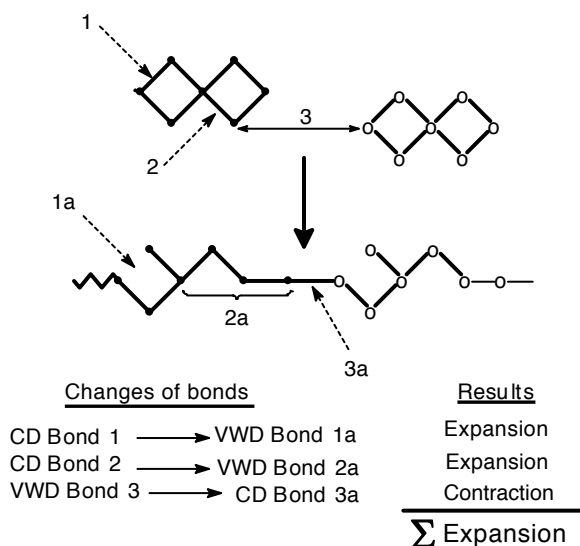 1
3
2
1a
2a
3a
Changes of bonds Results
CD Bond 1 VWD Bond 1a Expansion
CD Bond 2 VWD Bond 2a Expansion
VWD Bond 3 CD Bond 3a Contraction
∑ Expansion